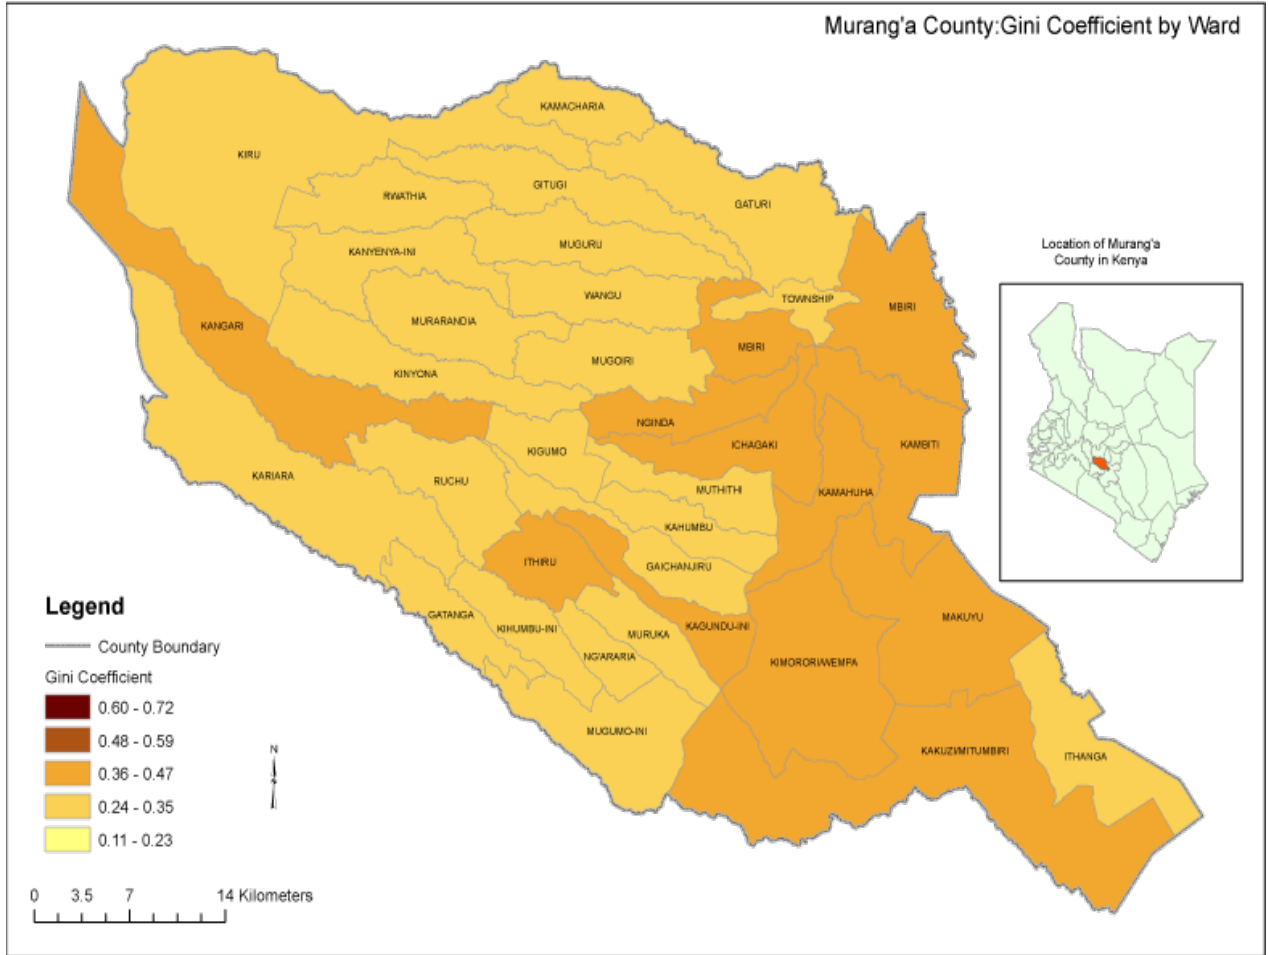 Murang'a County:Gini Coefficient by Ward
KAMACHARIA
KIRU
GITUGI
RWATHIA
GATURI
MUGURU
KANYENYA-INI
Location of Murang'a
County in Kenya
WANGU
TOWNSHIP
MBIRI
MURARANDIA
KANGARI
MBIRI
MUGOIRI
KINYONA
NGINDA
ICHAGAKI
KAMBITI
KIGUMO
KARIARA
RUCHU
MUTHITHI
KAMAHUHA
KAHUMBU
ITHIRU
GAICHANJIRU
GATANGA
KIHUMBU-INI
MURUKA
KAGUNDU-INI
MAKUYU
NG'ARARIA
KIMORORI/WEMPA
MUGUMO-INI
KAKUZI/MITUMBIRI
ITHANGA
Legend
County Boundary
Gini Coefficient
0.60 - 0.72
0.48 - 0.59
0.36 - 0.47
0.24 - 0.35
0.11 - 0.23
N
0 3.5 7 14 Kilometers